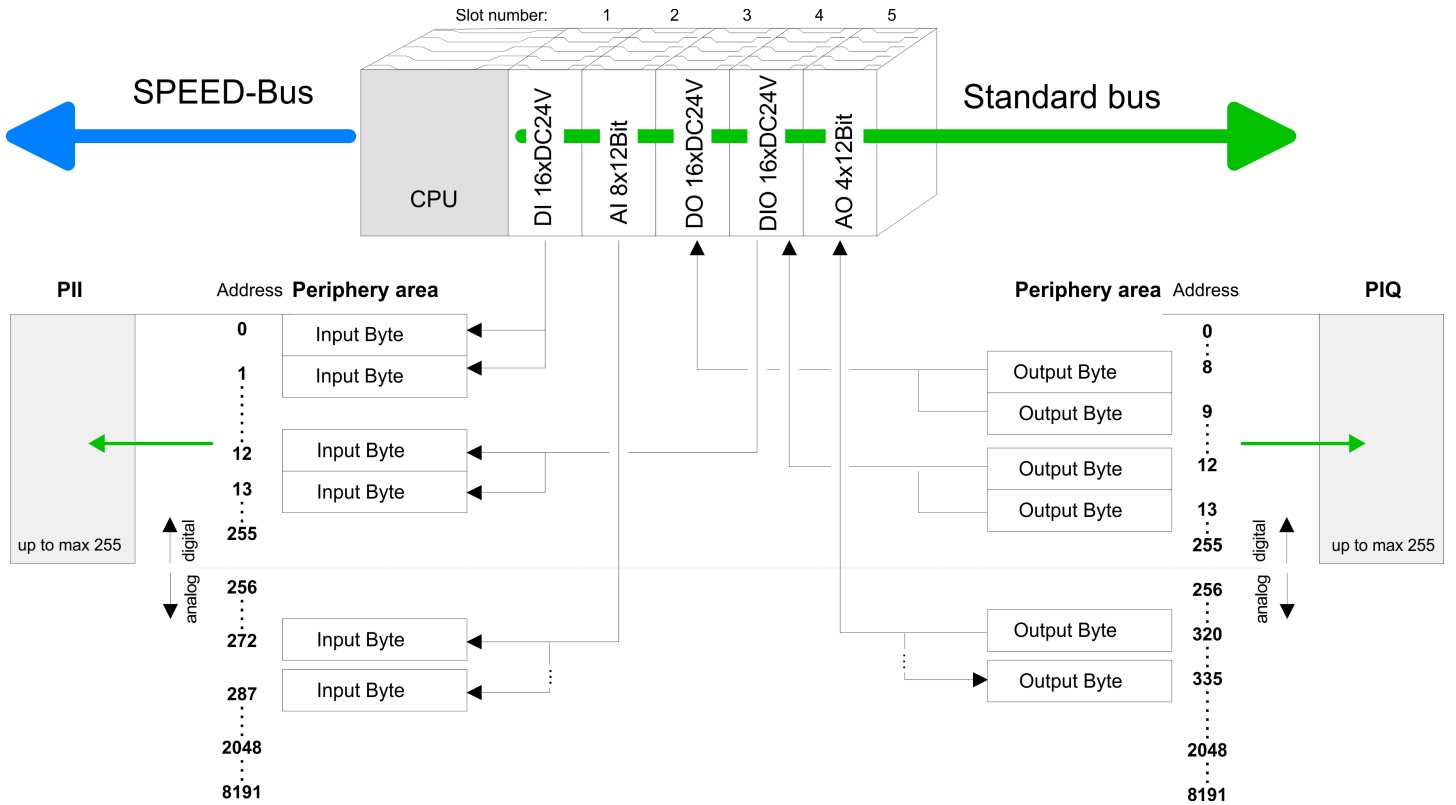 Slot number: 1 2 3 4 5
SPEED-Bus
Standard bus
CPU
DI 16xDC24V
AI 8x12Bit
DO 16xDC24V
DIO 16xDC24V
AO 4x12Bit
PII
Address
Periphery area
0
Input Byte
1
Input Byte
12
Input Byte
13
Input Byte
255
up to max 255
digital
analog
256
272
Input Byte
287
Input Byte
2048
8191
Periphery area
Address
PIQ
0
Output Byte
8
Output Byte
9
Output Byte
12
Output Byte
13
255
up to max 255
digital
analog
256
Output Byte
320
Output Byte
335
2048
8191